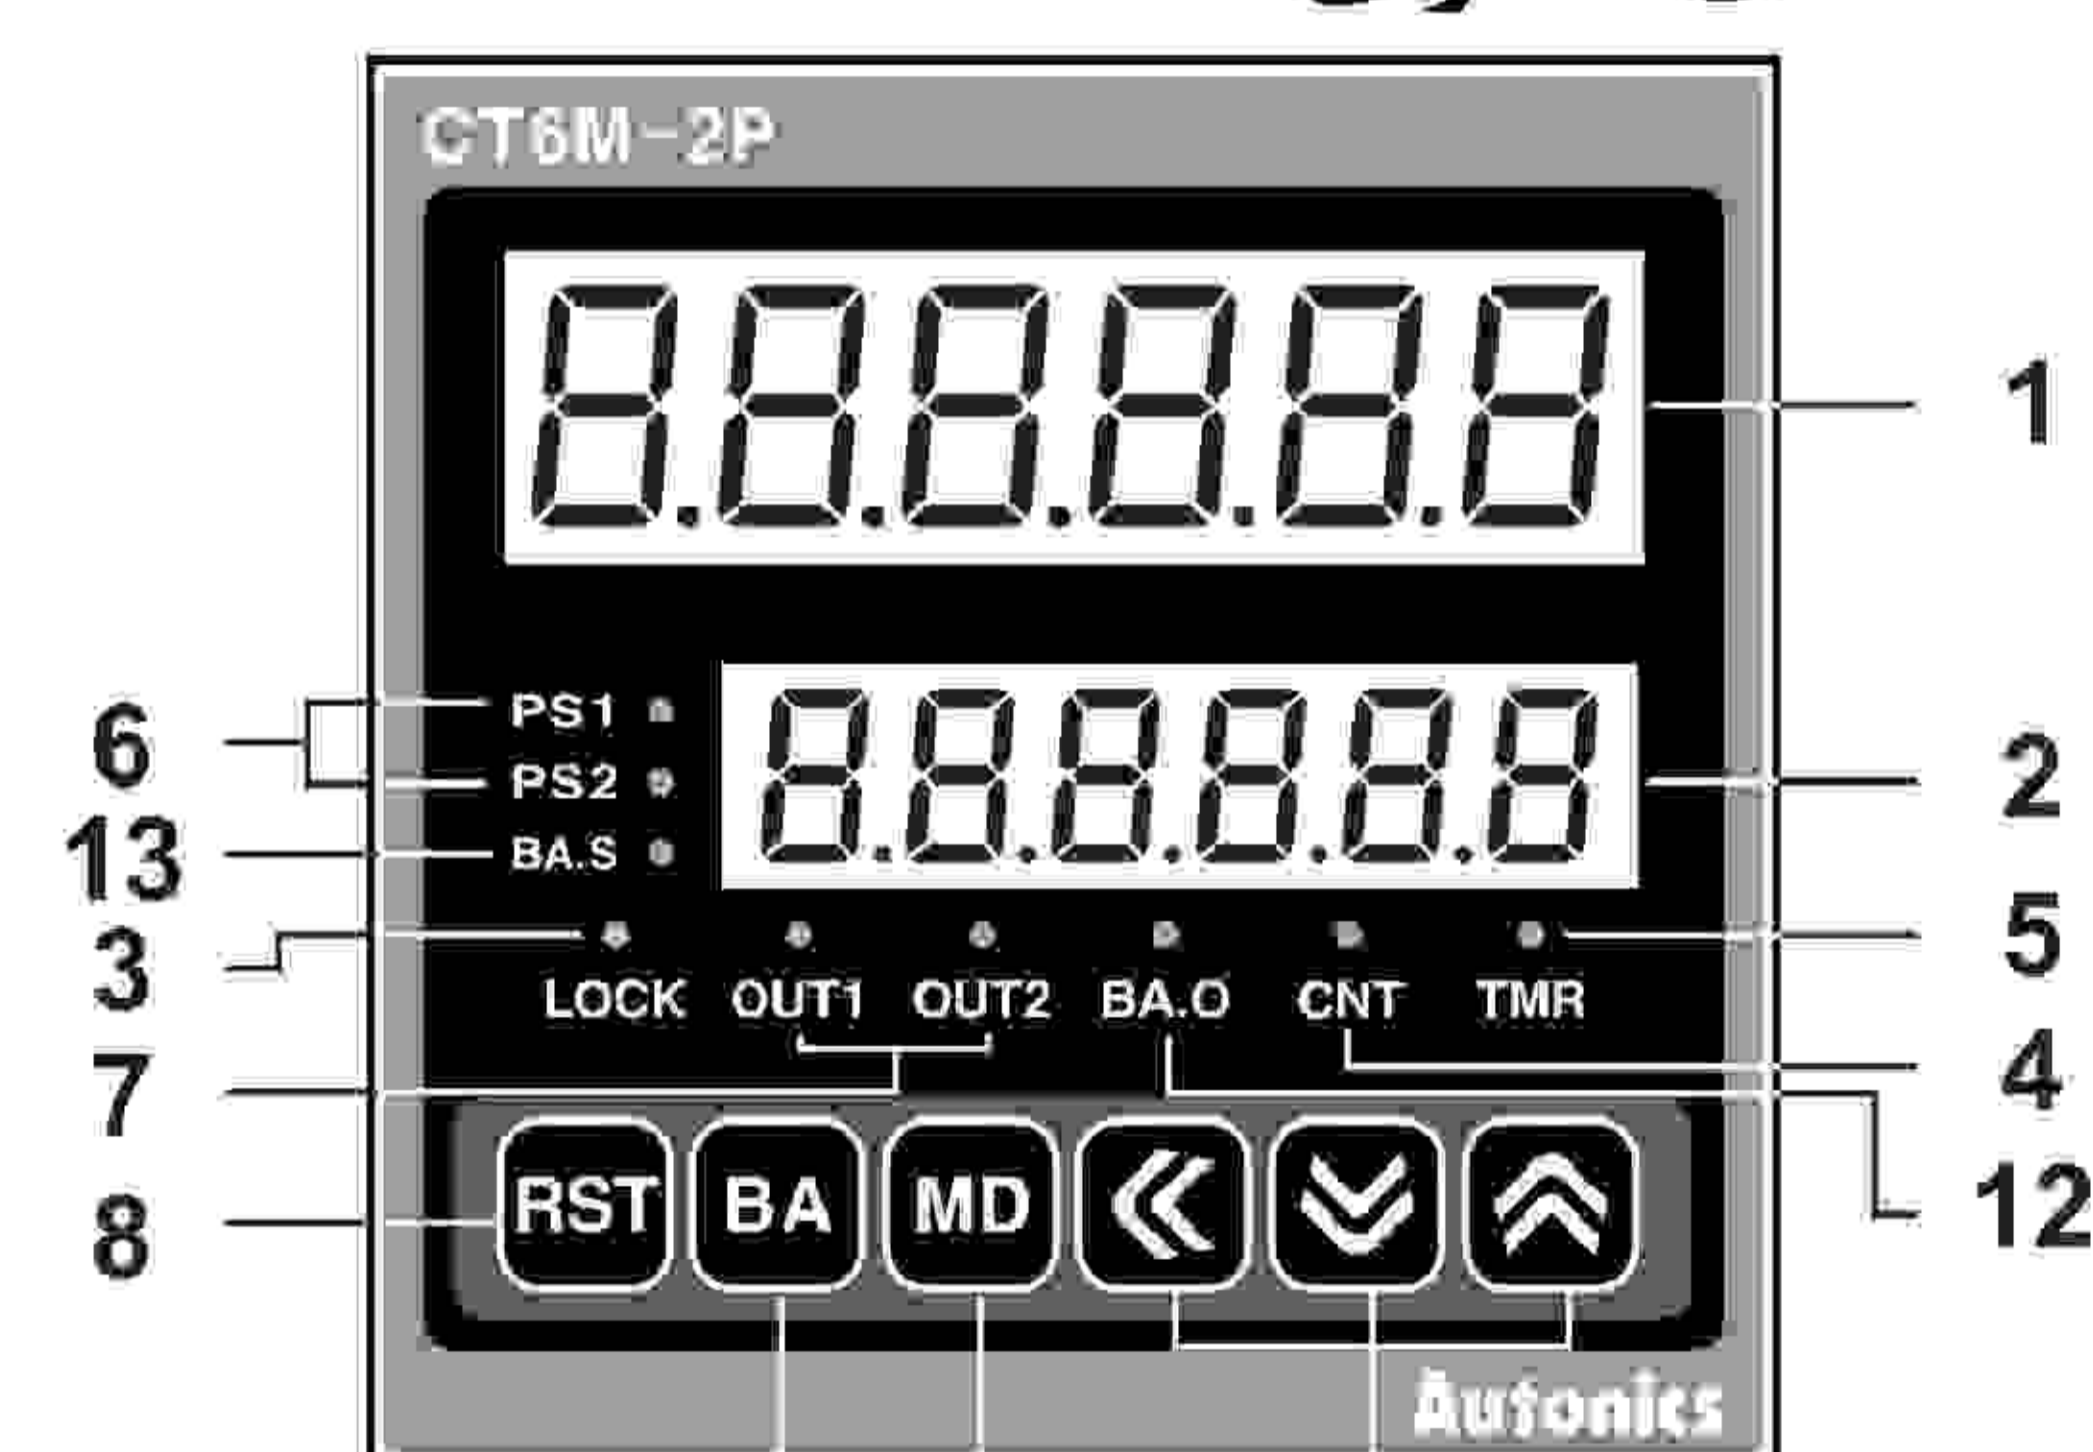 CT6M-2P
1
6 PS1
PS2 2
13 BA.S
3 5
LOCK OUT1 OUT2 BA.O CNT TMR
7 4
8 RST BA MD 12
Autonics